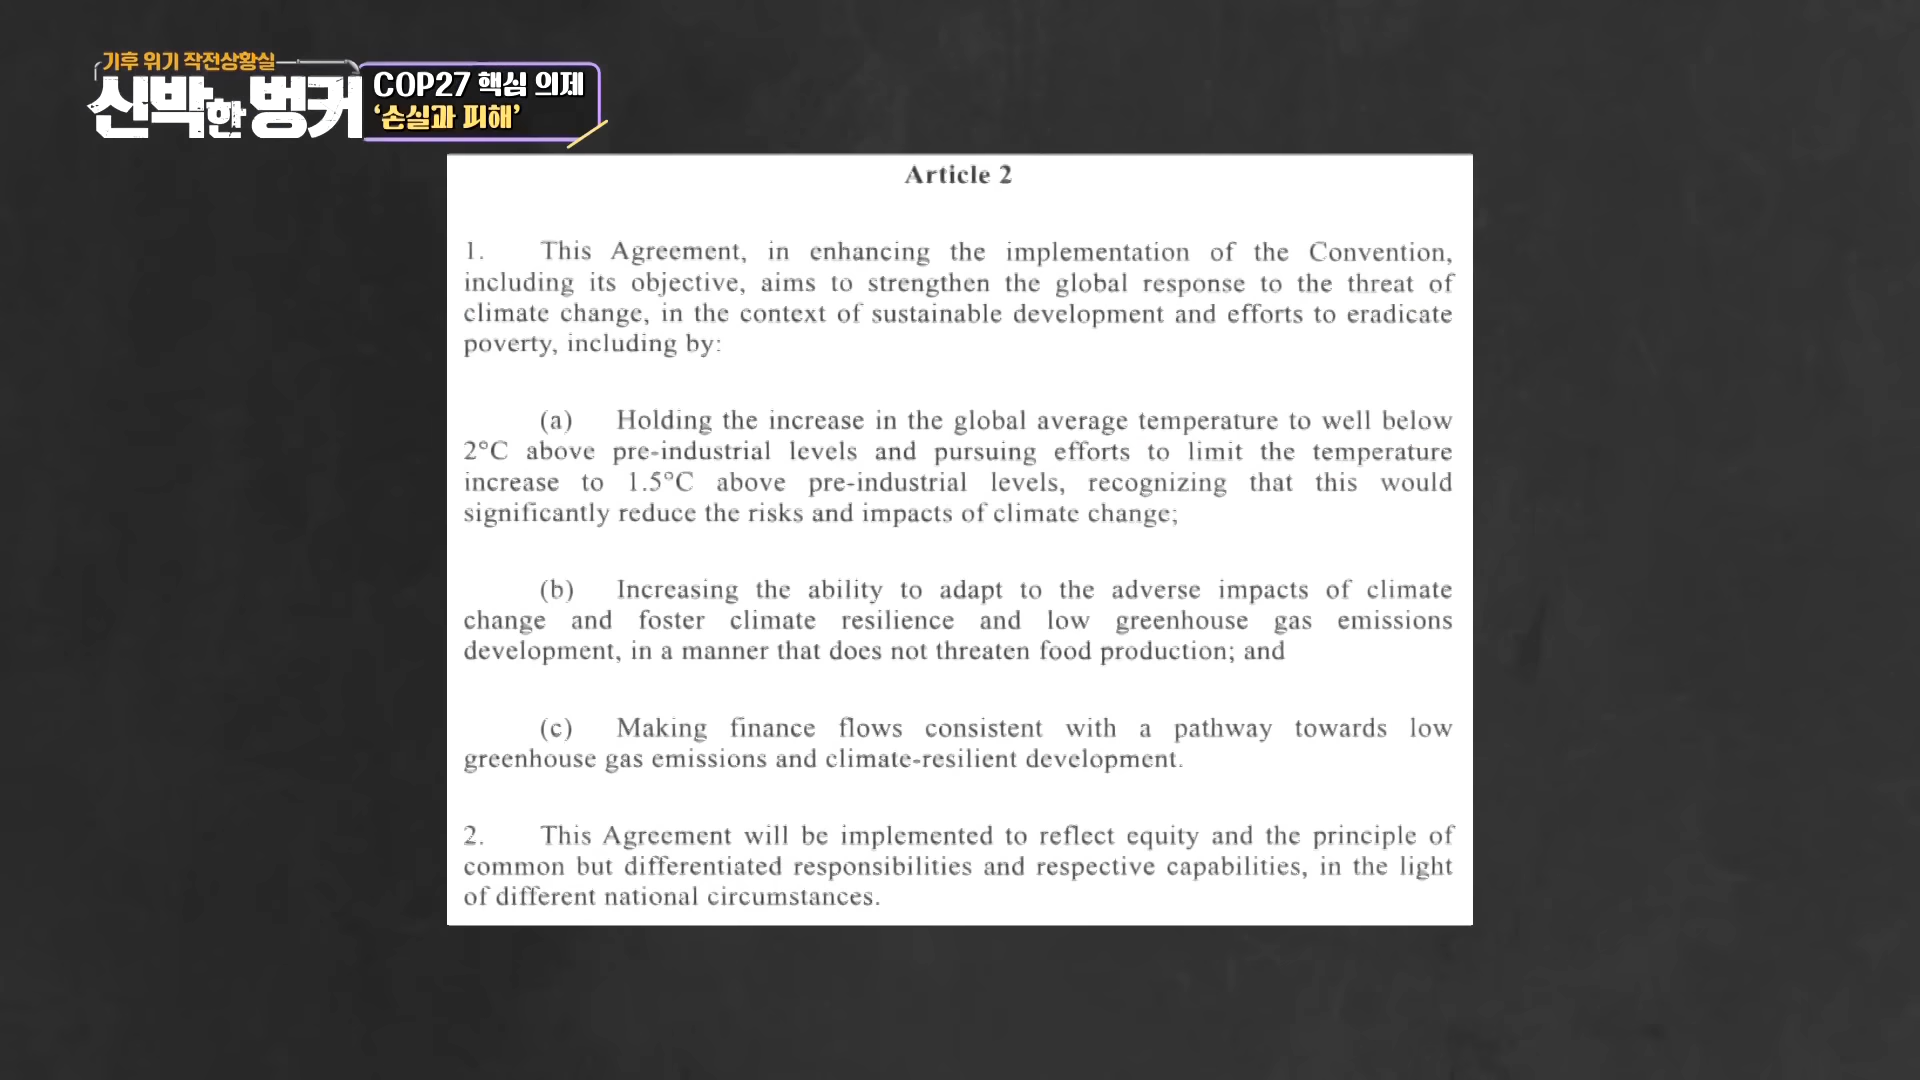 기후 위기 작전상황실
신박한 벙커
COP27 핵심 의제
‘손실과 피해’
Article 2
1. This Agreement, in enhancing the implementation of the Convention,
including its objective, aims to strengthen the global response to the threat of
climate change, in the context of sustainable development and efforts to eradicate
poverty, including by:
(a) Holding the increase in the global average temperature to well below
2°C above pre-industrial levels and pursuing efforts to limit the temperature
increase to 1.5°C above pre-industrial levels, recognizing that this would
significantly reduce the risks and impacts of climate change;
(b) Increasing the ability to adapt to the adverse impacts of climate
change and foster climate resilience and low greenhouse gas emissions
development, in a manner that does not threaten food production; and
(c) Making finance flows consistent with a pathway towards low
greenhouse gas emissions and climate-resilient development.
2. This Agreement will be implemented to reflect equity and the principle of
common but differentiated responsibilities and respective capabilities, in the light
of different national circumstances.